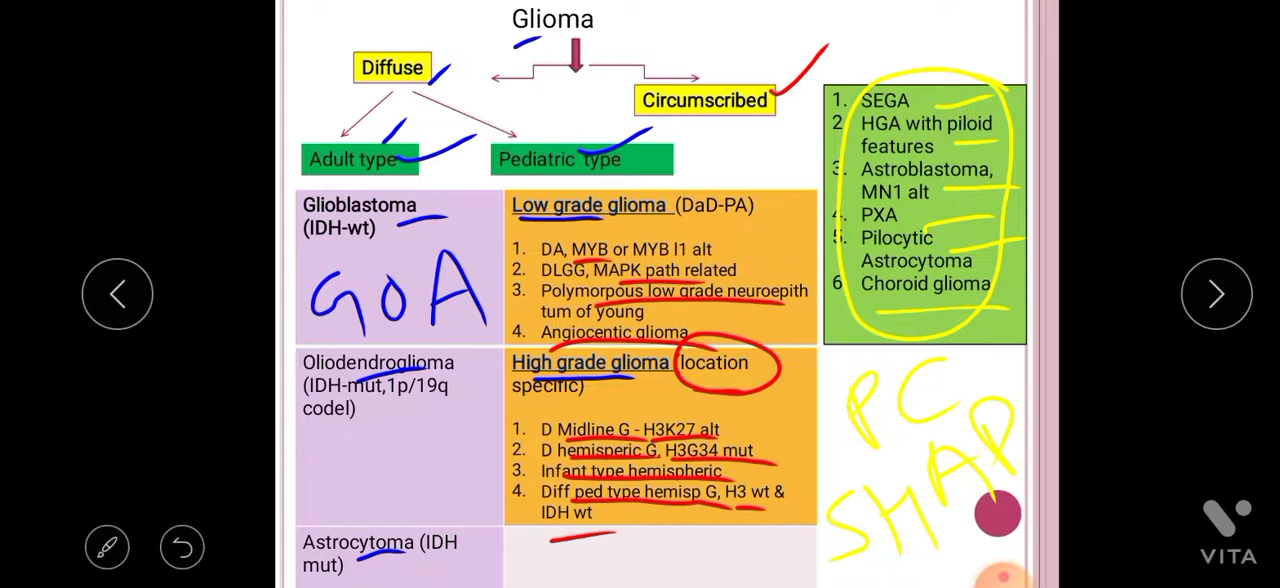 Glioma
Diffuse
Circumscribed
Adult type
Pediatric type
Glioblastoma
(IDH-wt)
GOA
Low grade glioma (DaD-PA)
1. DA, MYB or MYB l1 alt
2. DLGG, MAPK path related
3. Polymorpous low grade neuroepith
tum of young
4. Angiocentic glioma
Oliodendroglioma
(IDH-mut,1p/19q
codel)
High grade glioma (location
specific)
1. D Midline G - H3K27 alt
2. D hemisperic G, H3G34 mut
3. Infant type hemispheric
4. Diff ped type hemisp G, H3 wt &
IDH wt
Astrocytoma (IDH
mut)
1. SEGA
2 HGA with piloid
features
3. Astroblastoma,
MN1 alt
4. PXA
5. Pilocytic
Astrocytoma
6 Choroid glioma
PC
SHAP
VITA